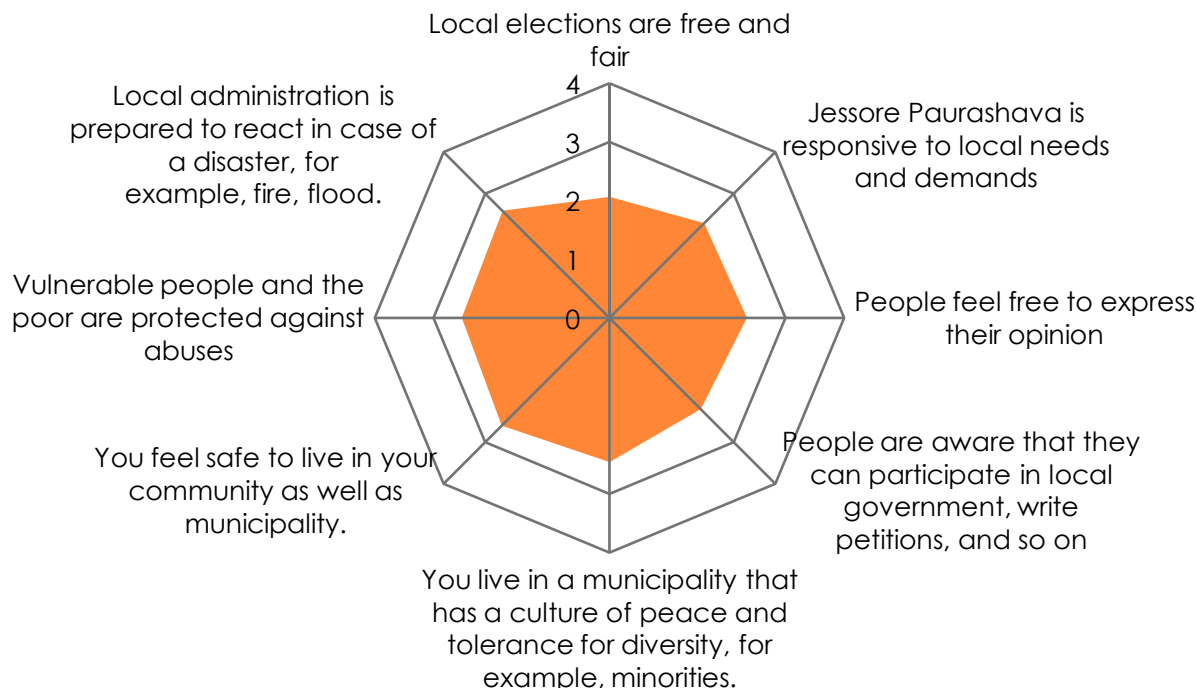 Local elections are free and
fair
4
3
2
1
0
Jessore Paurashava is
responsive to local needs
and demands
People feel free to express
their opinion
People are aware that they
can participate in local
government, write
petitions, and so on
You live in a municipality that
has a culture of peace and
tolerance for diversity, for
example, minorities.
You feel safe to live in your
community as well as
municipality.
Vulnerable people and the
poor are protected against
abuses
Local administration is
prepared to react in case of
a disaster, for
example, fire, flood.